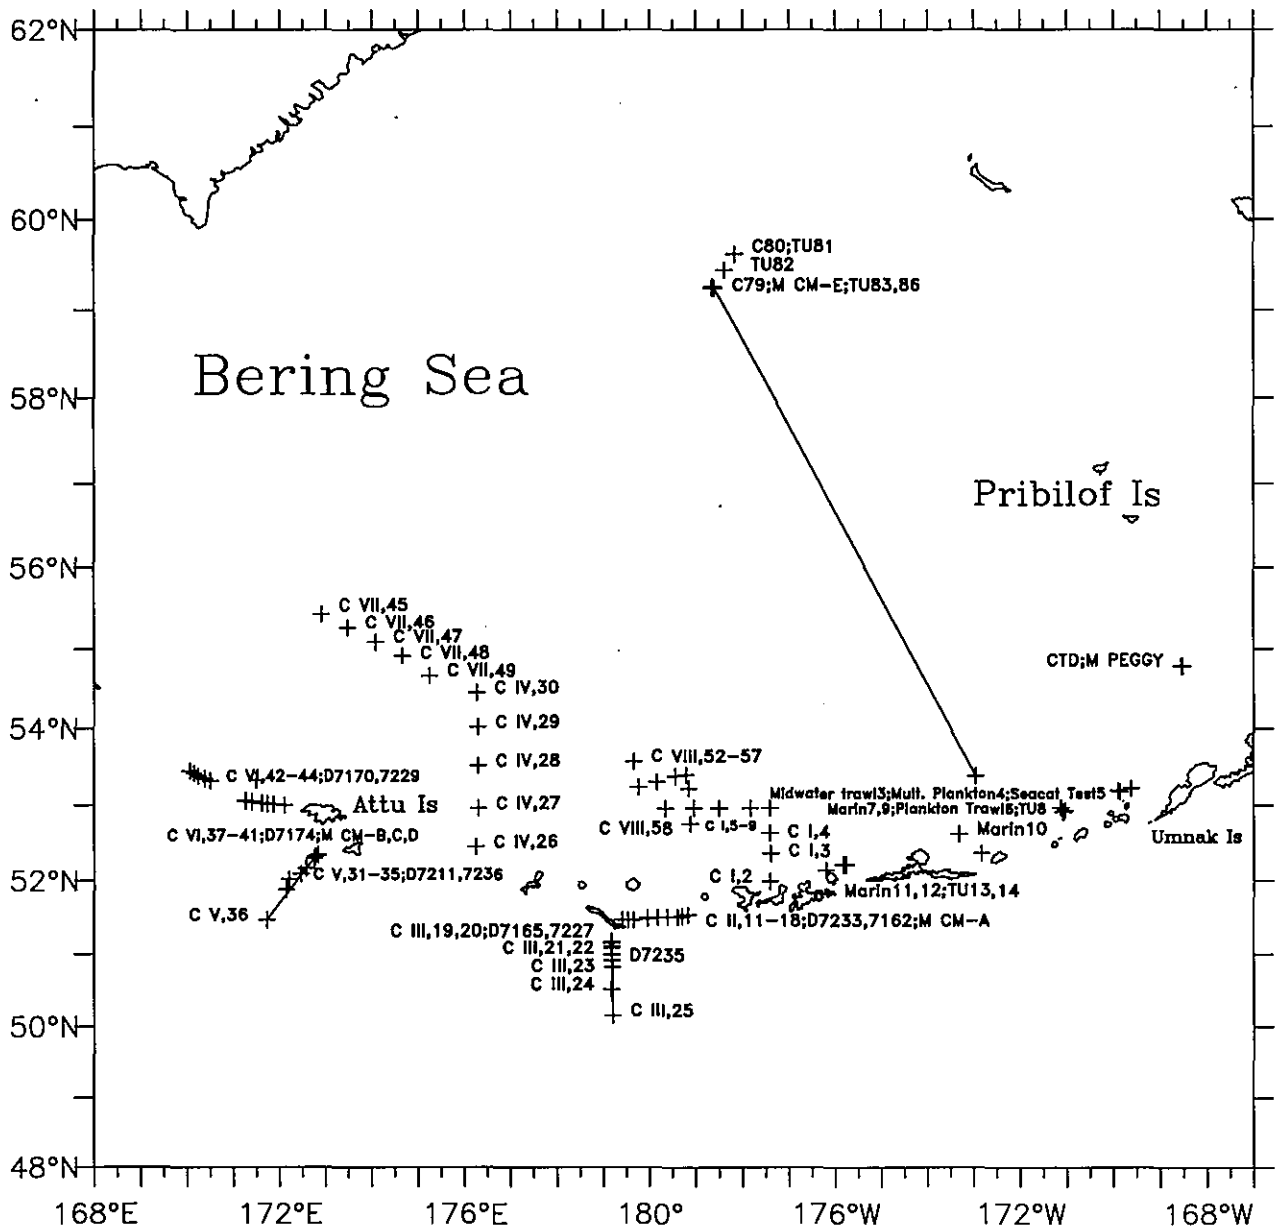 62°N
60°N
C80;TU81
TU82
C79;M CM-E;TU83,86
Bering Sea
58°N
Pribilof Is
56°N
C VII,45
C VII,46
C VII,47
C VII,48
CTD;M PEGGY
C VII,49
C IV,30
C IV,29
54°N
C VIII,52-57
C IV,28
C VI,42-44;D7170,7229
Midwater trawl3;Mult. Plankton4;Seacat Test5
Attu Is
C IV,27
Marin7,9;Plankton Trawl6;TU8
C VIII,58
C I,5-9
C I,4
Marin10
Umnak Is
C VI,37-41;D7174;M CM-B,C,D
C IV,26
C I,3
52°N
C V,31-35;D7211,7236
C I,2
Marin11,12;TU13,14
C V,36
C II,11-18;D7233,7162;M CM-A
C III,19,20;D7165,7227
C III,21,22
D7235
C III,23
C III,24
C III,25
50°N
48°N
168°E
172°E
176°E
180°
176°W
172°W
168°W